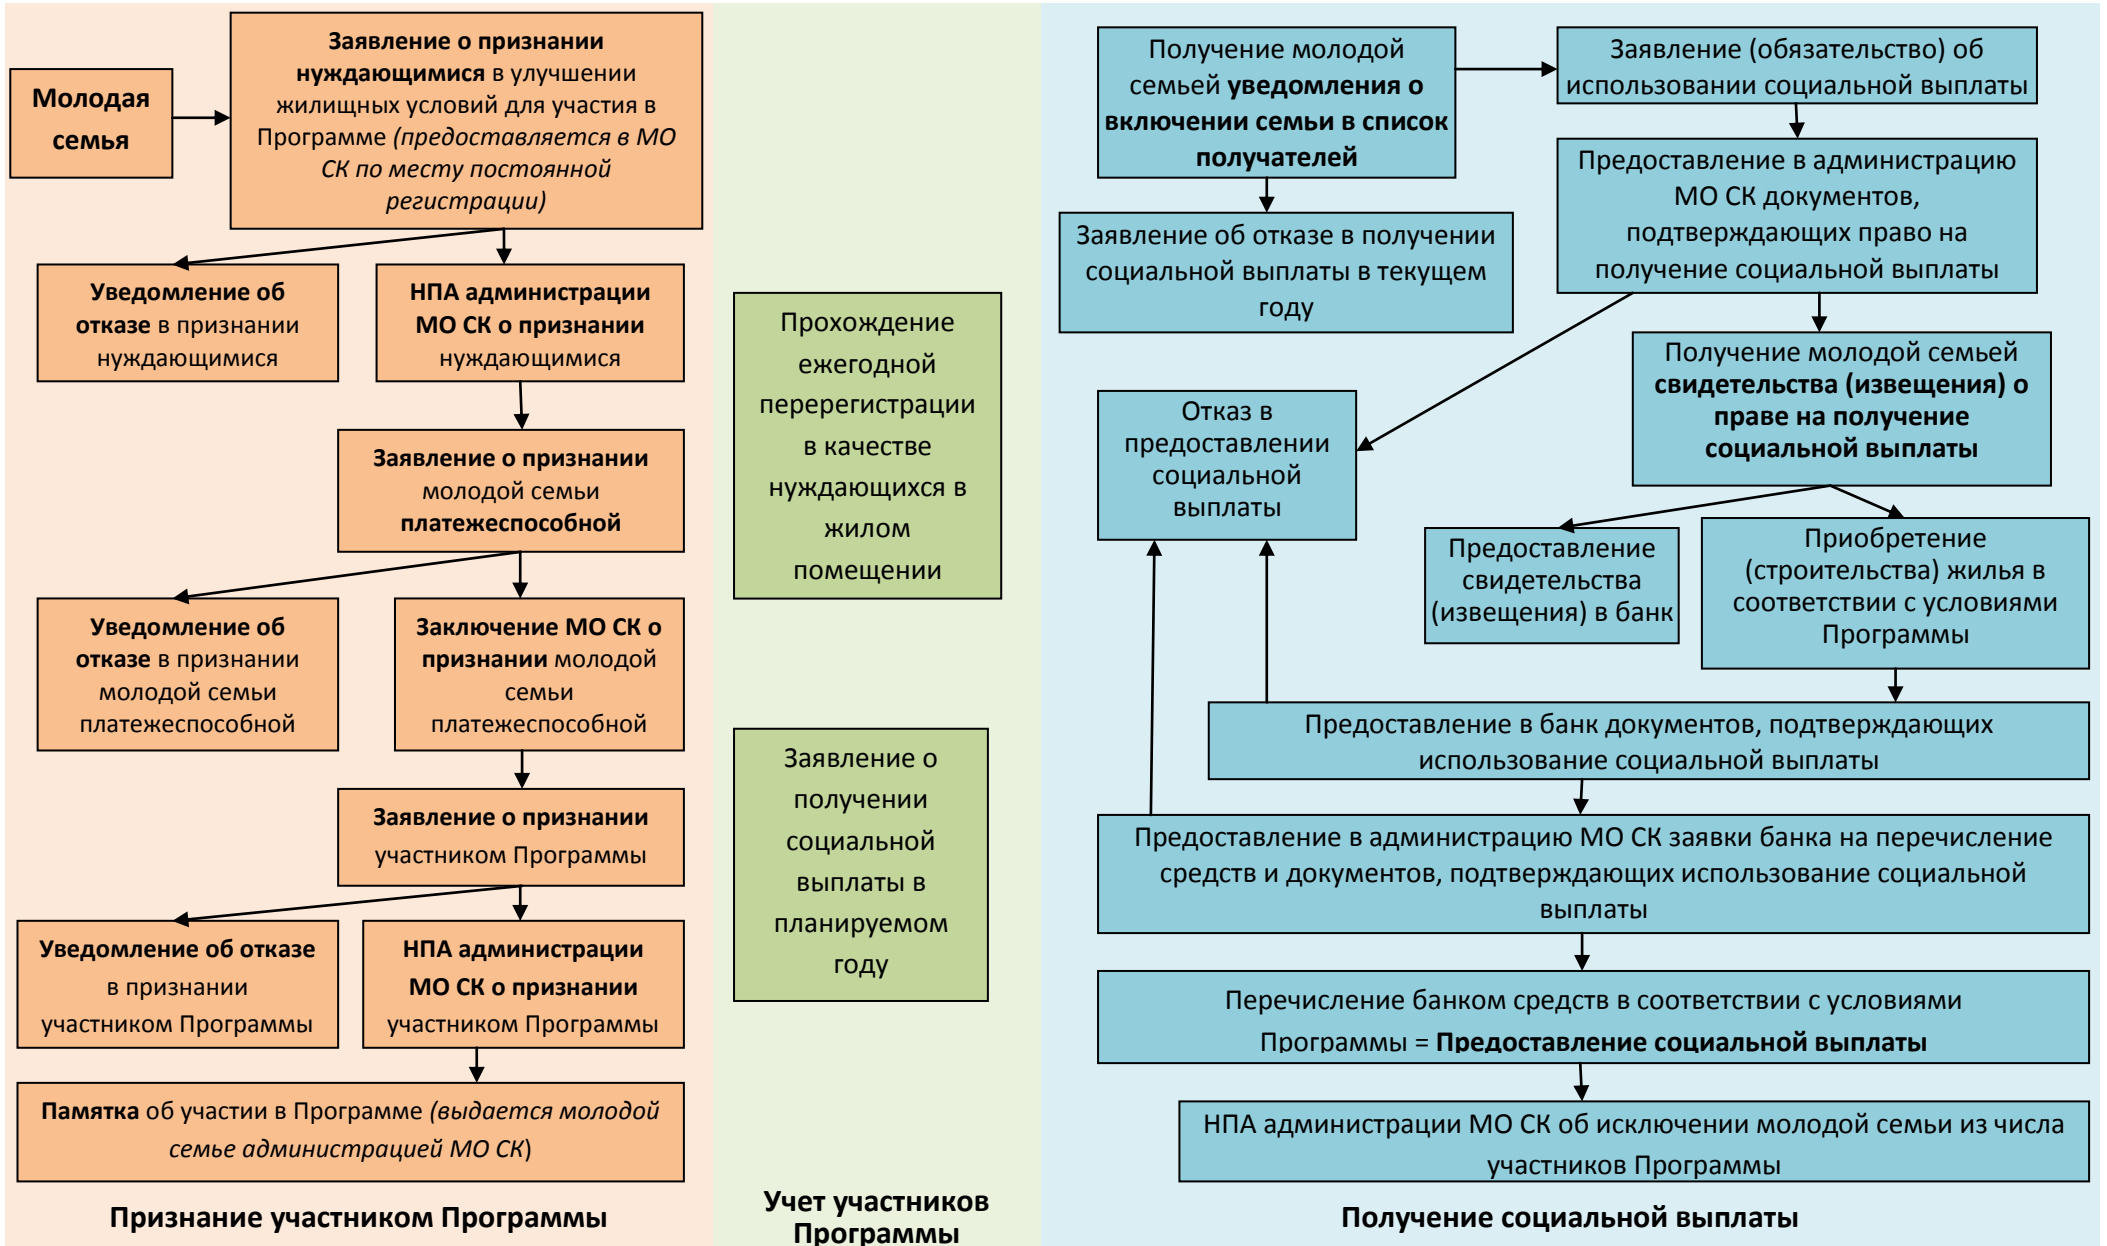 Молодая
семья
Заявление о признании
нуждающимися в улучшении
жилищных условий для участия в
Программе (предоставляется в МО
СК по месту постоянной
регистрации)
Уведомление об
отказе в признании
нуждающимися
НПА администрации
МО СК о признании
нуждающимися
Заявление о признании
молодой семьи
платежеспособной
Уведомление об
отказе в признании
молодой семьи
платежеспособной
Заключение МО СК о
признании молодой
семьи
платежеспособной
Заявление о признании
участником Программы
Уведомление об отказе
в признании
участником Программы
НПА администрации
МО СК о признании
участником Программы
Памятка об участии в Программе (выдается молодой
семье администрацией МО СК)
Признание участником Программы
Прохождение
ежегодной
перерегистрации
в качестве
нуждающихся в
жилом
помещении
Заявление о
получении
социальной
выплаты в
планируемом
году
Учет участников
Программы
Получение молодой
семьей уведомления о
включении семьи в список
получателей
Заявление (обязательство) об
использовании социальной выплаты
Заявление об отказе в получении
социальной выплаты в текущем
году
Предоставление в администрацию
МО СК документов,
подтверждающих право на
получение социальной выплаты
Отказ в
предоставлении
социальной
выплаты
Получение молодой семьей
свидетельства (извещения) о
праве на получение
социальной выплаты
Предоставление
свидетельства
(извещения) в банк
Приобретение
(строительства) жилья в
соответствии с условиями
Программы
Предоставление в банк документов, подтверждающих
использование социальной выплаты
Предоставление в администрацию МО СК заявки банка на перечисление
средств и документов, подтверждающих использование социальной
выплаты
Перечисление банком средств в соответствии с условиями
Программы = Предоставление социальной выплаты
НПА администрации МО СК об исключении молодой семьи из числа
участников Программы
Получение социальной выплаты